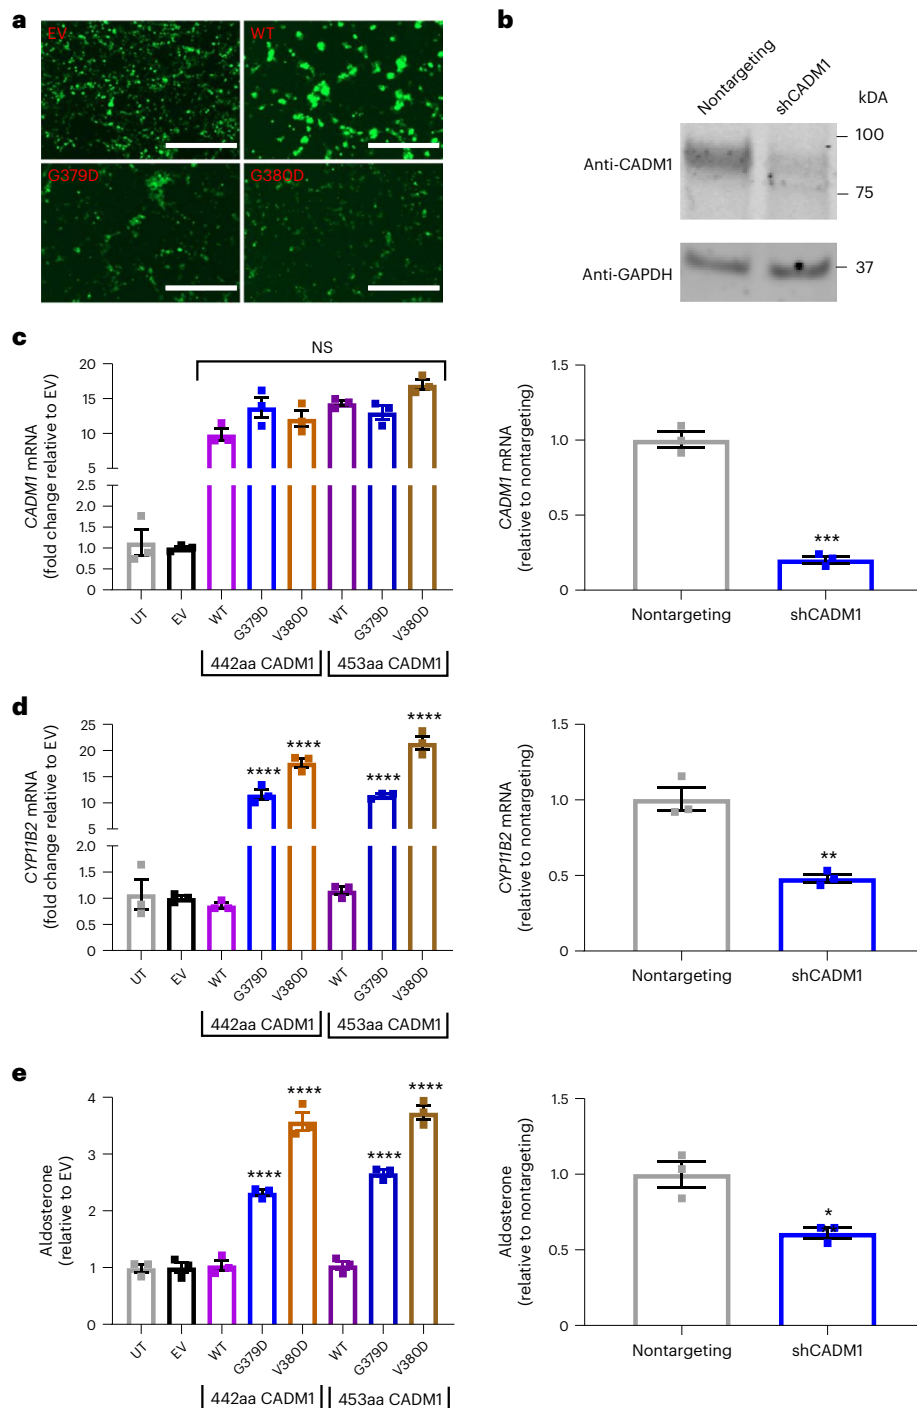 a
EV
WT
G379D
G380D
b
Nontargeting
shCADM1
kDA
Anti-CADM1
100
75
Anti-GAPDH
37
c
CADM1 mRNA
(fold change relative to EV)
20
15
10
5
2.5
2.0
1.5
1.0
0.5
0
NS
UT
EV
WT
G379D
V380D
WT
G379D
V380D
442aa CADM1
453aa CADM1
CADM1 mRNA
(relative to nontargeting)
1.5
1.0
0.5
0
***
Nontargeting
shCADM1
d
CYP11B2 mRNA
(fold change relative to EV)
25
20
15
10
5
2.0
1.5
1.0
0.5
0
****
****
****
****
UT
EV
WT
G379D
V380D
WT
G379D
V380D
442aa CADM1
453aa CADM1
CYP11B2 mRNA
(relative to nontargeting)
1.5
1.0
0.5
0
**
Nontargeting
shCADM1
e
Aldosterone
(relative to EV)
4
3
2
1
0
****
****
****
****
UT
EV
WT
G379D
V380D
WT
G379D
V380D
442aa CADM1
453aa CADM1
Aldosterone
(relative to nontargeting)
1.5
1.0
0.5
0
*
Nontargeting
shCADM1